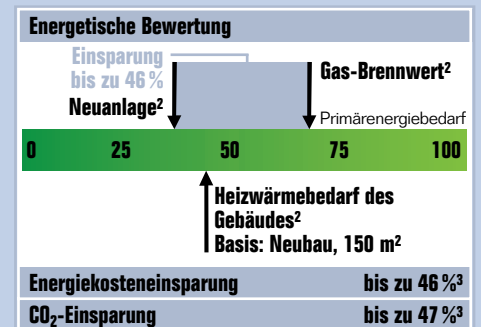 Energetische Bewertung
Einsparung
bis zu 46 %
Neuanlage²
Gas-Brennwert²
Primärenergiebedarf
0 25 50 75 100
Heizwärmebedarf des
Gebäudes²
Basis: Neubau, 150 m²
Energiekosteneinsparung bis zu 46 %³
CO₂-Einsparung bis zu 47 %³